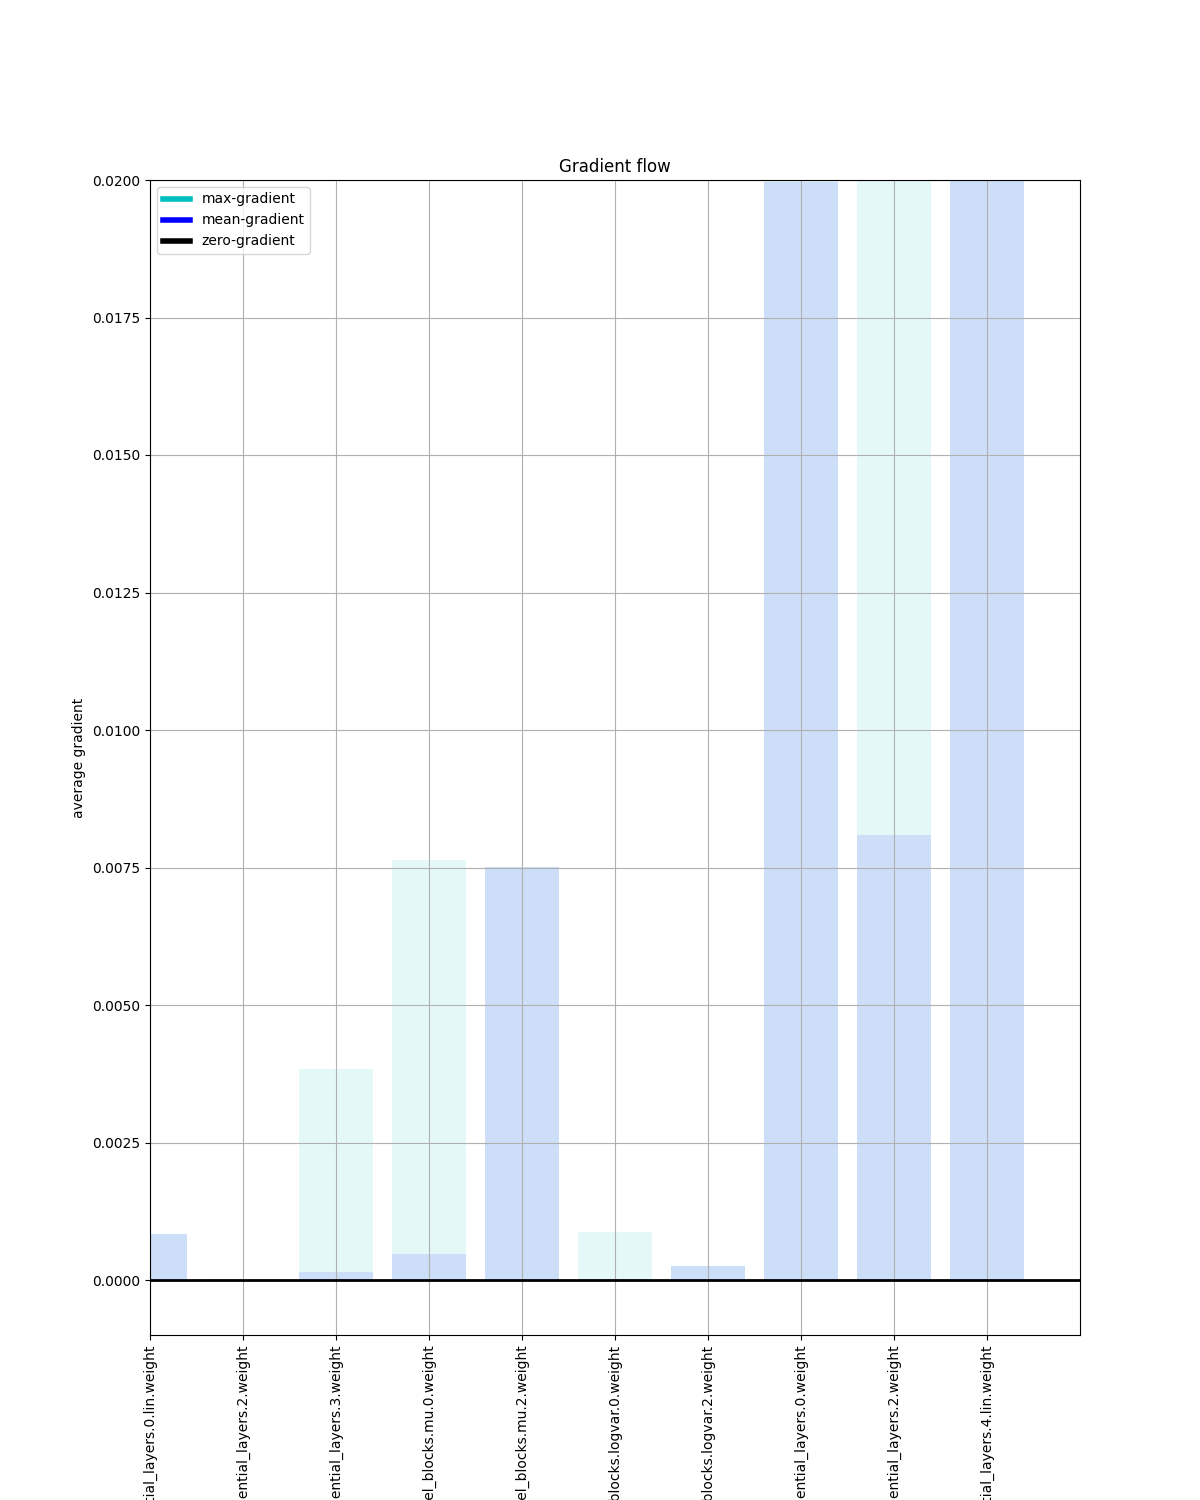 Gradient flow
max-gradient
mean-gradient
zero-gradient
average gradient
0.0200
0.0175
0.0150
0.0125
0.0100
0.0075
0.0050
0.0025
0.0000
tial_layers.0.lin.weight
ential_layers.2.weight
ential_layers.3.weight
el_blocks.mu.0.weight
el_blocks.mu.2.weight
blocks.logvar.0.weight
blocks.logvar.2.weight
ential_layers.0.weight
ential_layers.2.weight
tial_layers.4.lin.weight